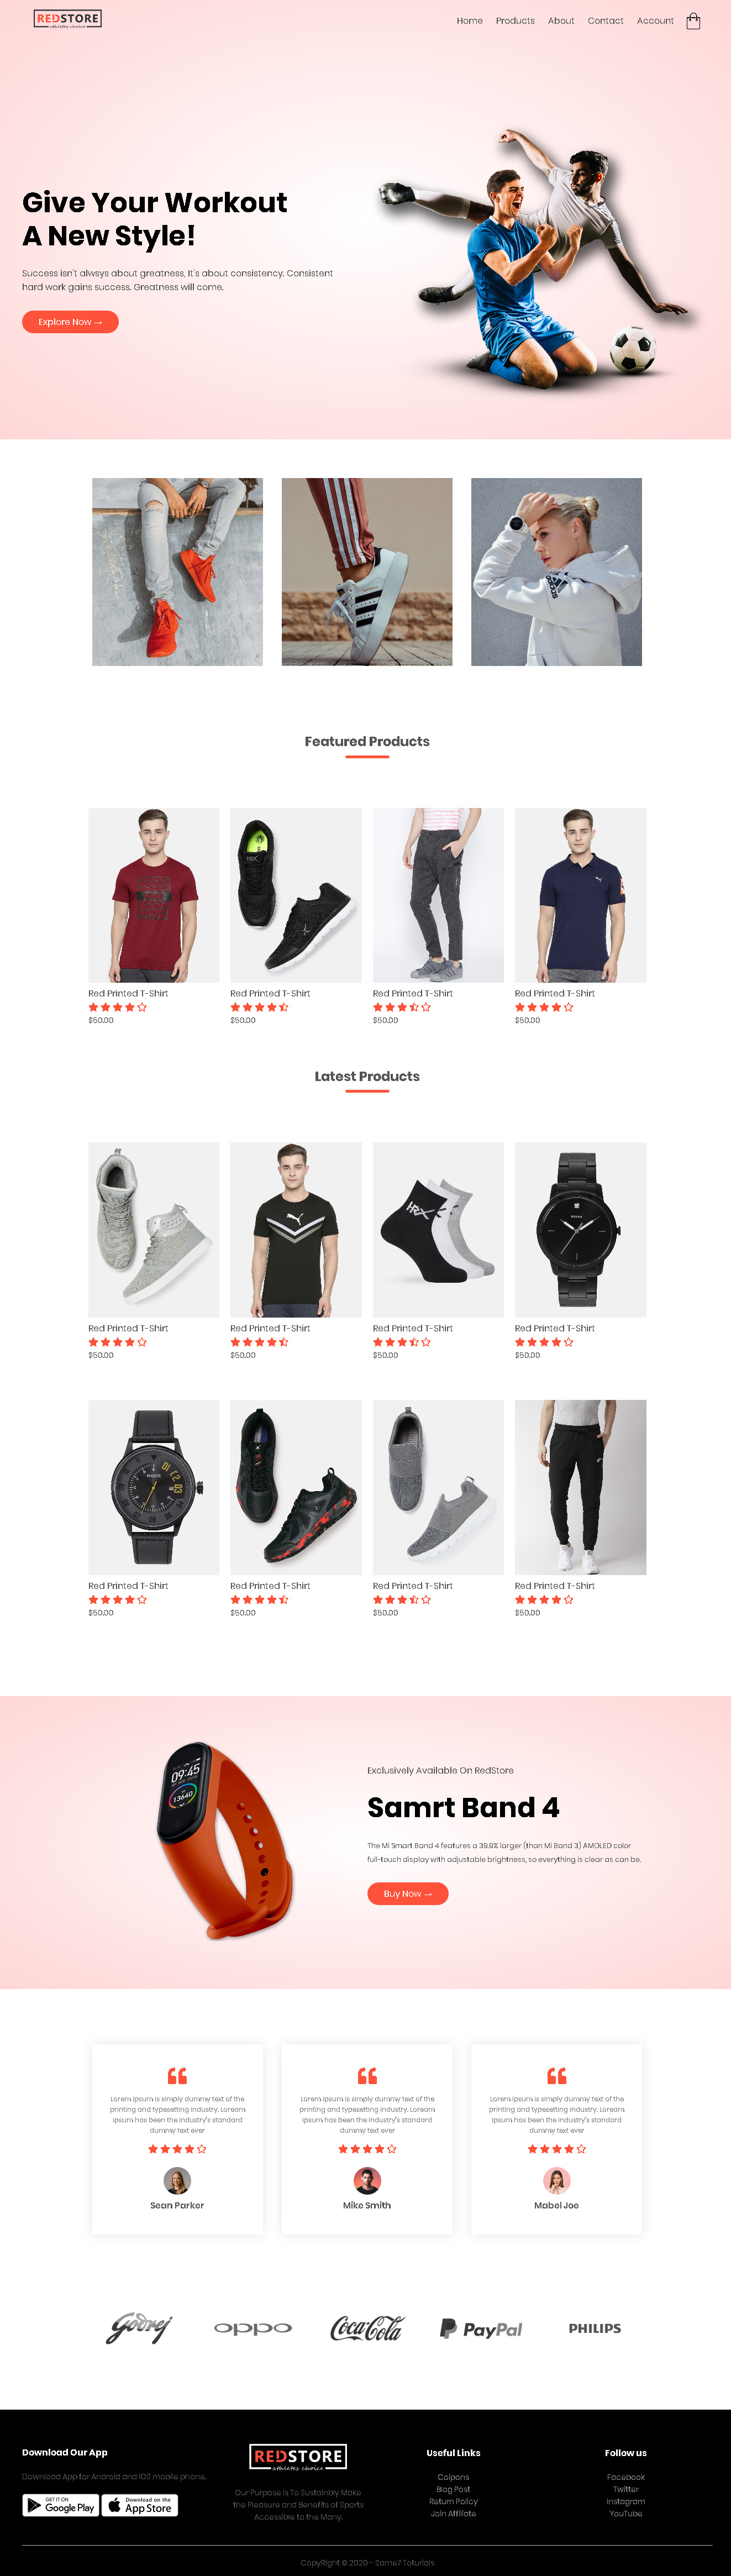 REDSTORE
athletes choice
Home Products About Contact Account
Give Your Workout
A New Style!
Success isn't alwsys about greatness, It's about consistency. Consistent
hard work gains success. Greatness will come.
Explore Now →
adidas
Featured Products
HRX
Red Printed T-Shirt Red Printed T-Shirt Red Printed T-Shirt Red Printed T-Shirt
$50.00 $50.00 $50.00 $50.00
Latest Products
HRX
FOSSIL
Red Printed T-Shirt Red Printed T-Shirt Red Printed T-Shirt Red Printed T-Shirt
$50.00 $50.00 $50.00 $50.00
Red Printed T-Shirt Red Printed T-Shirt Red Printed T-Shirt Red Printed T-Shirt
$50.00 $50.00 $50.00 $50.00
09:45
13640
Exclusively Available On RedStore
Samrt Band 4
The Mi Smart Band 4 features a 39.9% larger (than Mi Band 3) AMOLED color
full-touch display with adjustable brightness, so everything is clear as can be.
Buy Now →
Lorem ipsum is simply dummy text of the
printing and typesetting industry. Loream
ipsum has been the industry's standard
dummy text ever
Sean Parker
Lorem ipsum is simply dummy text of the
printing and typesetting industry. Loream
ipsum has been the industry's standard
dummy text ever
Mike Smith
Lorem ipsum is simply dummy text of the
printing and typesetting industry. Loream
ipsum has been the industry's standard
dummy text ever
Mabel Joe
Godrej oppo Coca-Cola PayPal PHILIPS
Download Our App
Download App for Android and iOS mobile phone.
GET IT ON
Google Play
Download on the
App Store
REDSTORE
athletes choice
Our Purpose Is To Sustainbly Make
the Pleasure and Benefits of Sports
Accessible to the Many.
Useful Links
Coipons
Blog Post
Return Policy
Join Affiliate
Follow us
Facebook
Twitter
Instagram
YouTube
CopyRight © 2020 - Same7 Toturials